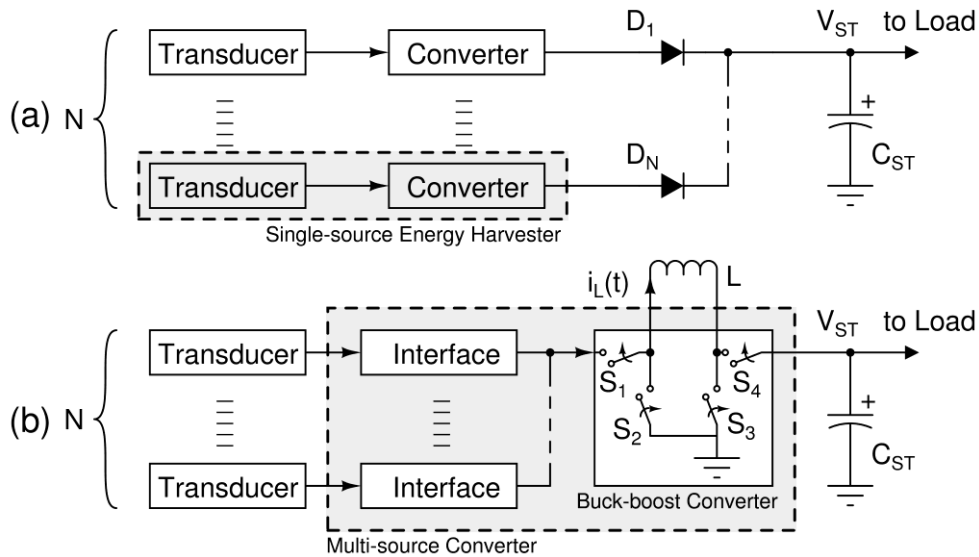 D1 VST to Load
Transducer Converter
(a) N
+
CST
DN
Transducer Converter
Single-source Energy Harvester
iL(t) L
VST to Load
Transducer Interface
S1 S4
(b) N
S2 S3
+
CST
Transducer Interface
Buck-boost Converter
Multi-source Converter